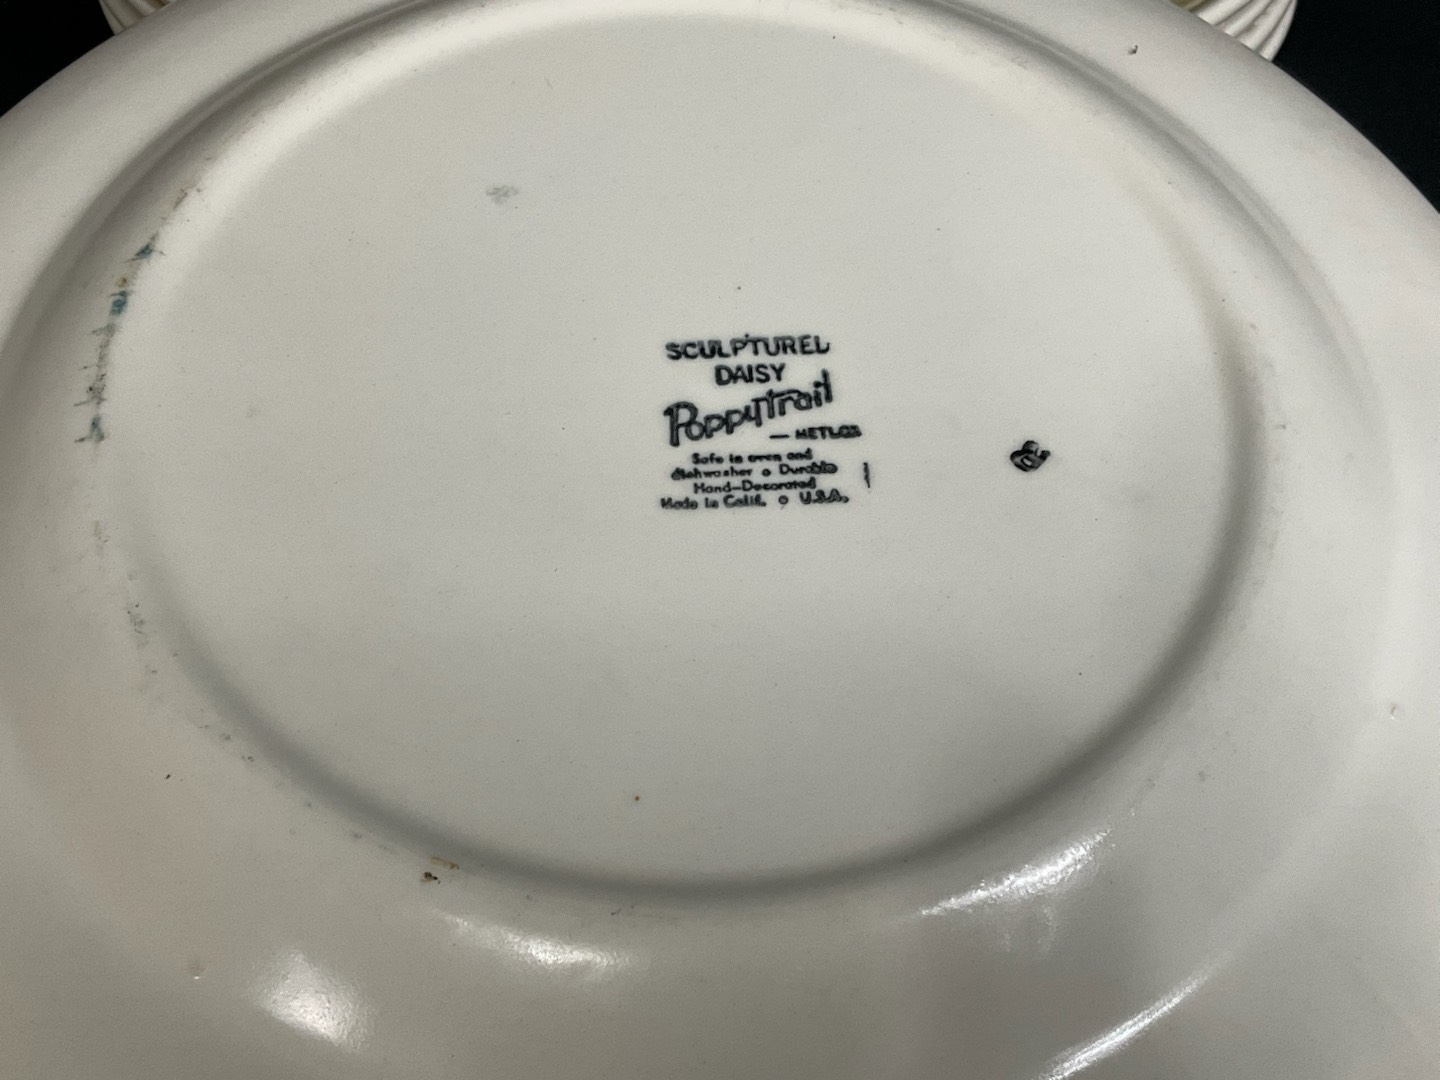 SCULPTUREL
DAISY
Poppytrail
— METLOX
Safe in oven and
dishwasher o Durable
Hand-Decorated
Made in Calif. o U.S.A.